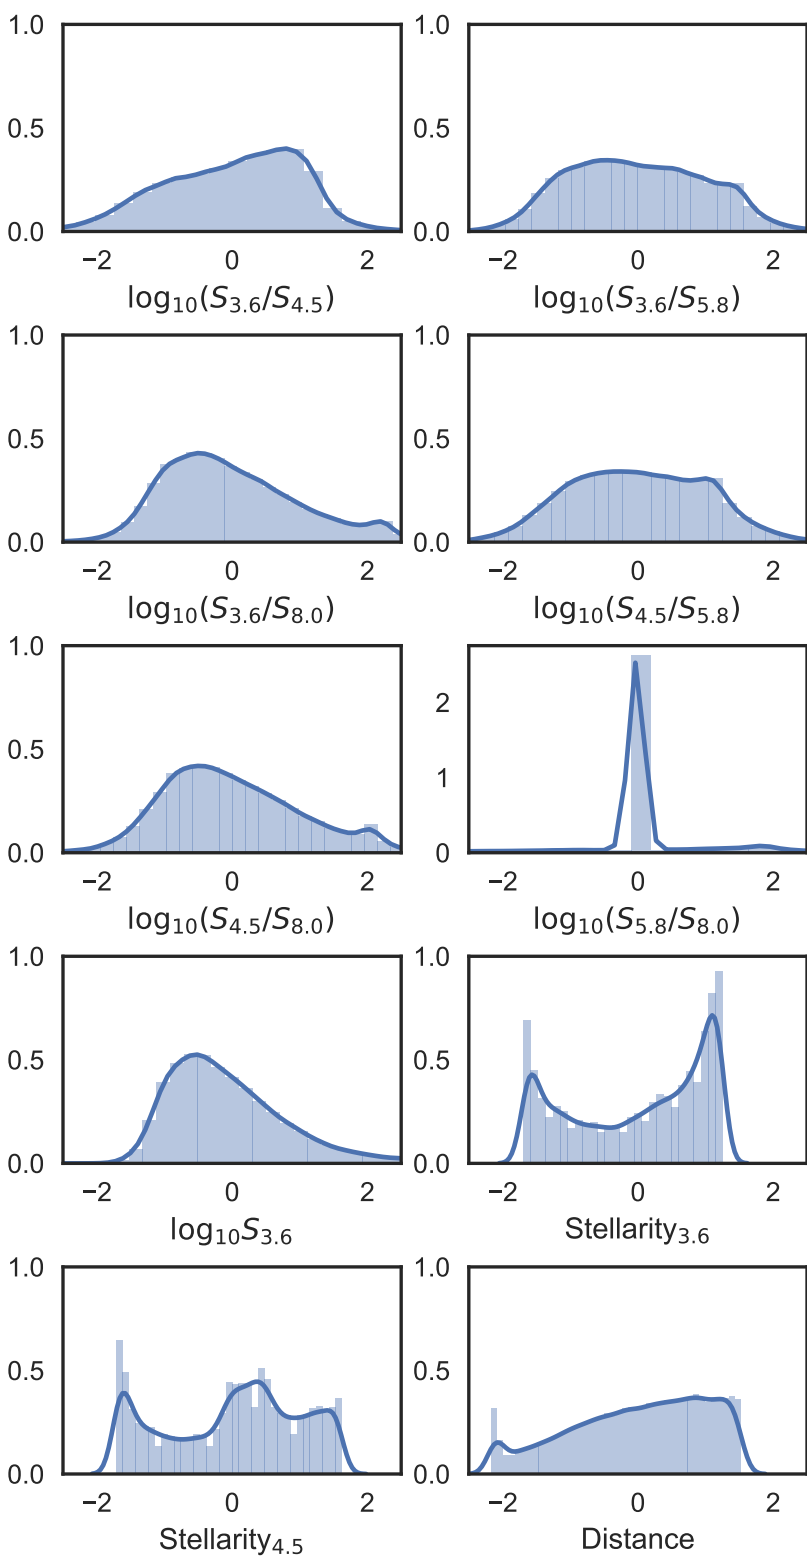 1.0 1.0
0.5 0.5
0.0 0.0
−2 0 2 −2 0 2
log₁₀(S₃.₆/S₄.₅) log₁₀(S₃.₆/S₅.₈)
1.0 1.0
0.5 0.5
0.0 0.0
−2 0 2 −2 0 2
log₁₀(S₃.₆/S₈.₀) log₁₀(S₄.₅/S₅.₈)
1.0
2
0.5
1
0.0 0
−2 0 2 −2 0 2
log₁₀(S₄.₅/S₈.₀) log₁₀(S₅.₈/S₈.₀)
1.0 1.0
0.5 0.5
0.0 0.0
−2 0 2 −2 0 2
log₁₀S₃.₆ Stellarity₃.₆
1.0 1.0
0.5 0.5
0.0 0.0
−2 0 2 −2 0 2
Stellarity₄.₅ Distance